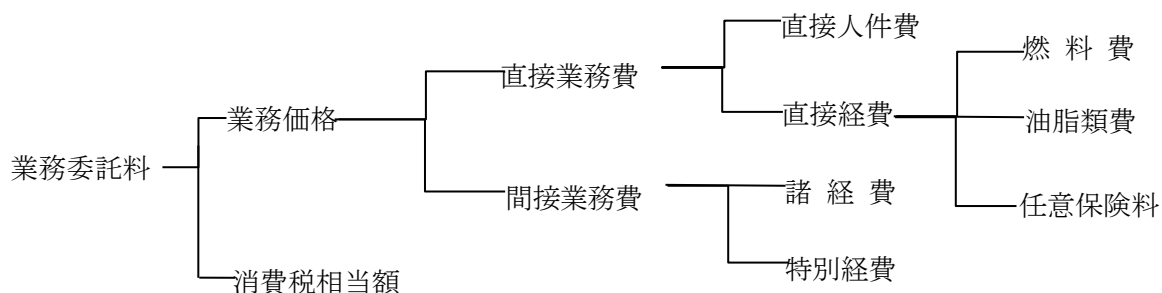 直接人件費
燃 料 費
直接業務費
業務価格
直接経費
油脂類費
業務委託料
間接業務費
諸 経 費
任意保険料
消費税相当額
特別経費